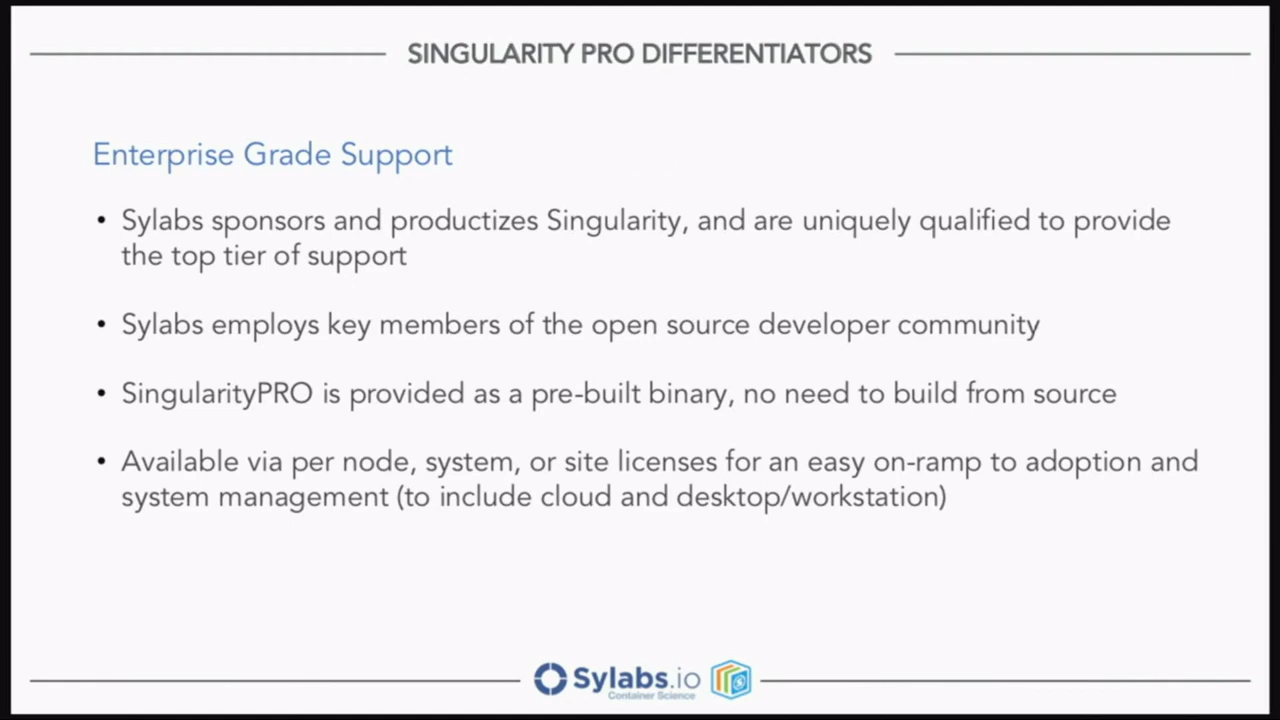 SINGULARITY PRO DIFFERENTIATORS
Enterprise Grade Support
• Sylabs sponsors and productizes Singularity, and are uniquely qualified to provide
the top tier of support
• Sylabs employs key members of the open source developer community
• SingularityPRO is provided as a pre-built binary, no need to build from source
• Available via per node, system, or site licenses for an easy on-ramp to adoption and
system management (to include cloud and desktop/workstation)
Sylabs.io
Container Science